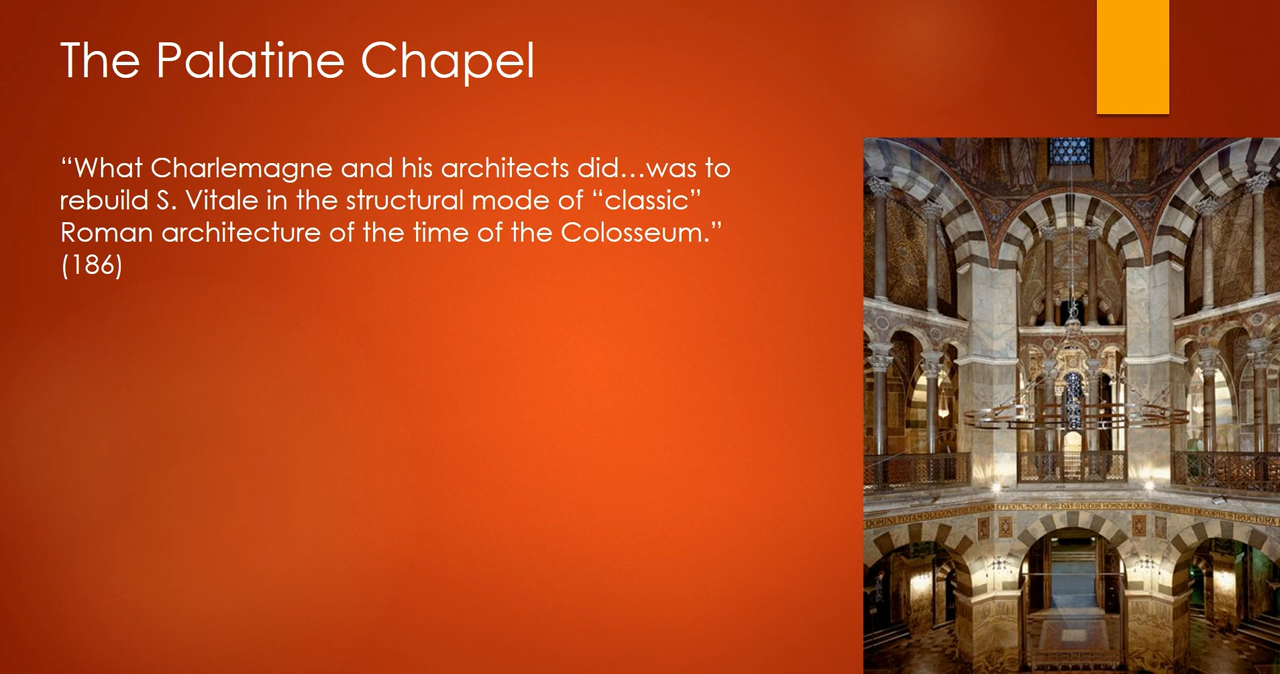 The Palatine Chapel
“What Charlemagne and his architects did…was to
rebuild S. Vitale in the structural mode of “classic”
Roman architecture of the time of the Colosseum.”
(186)